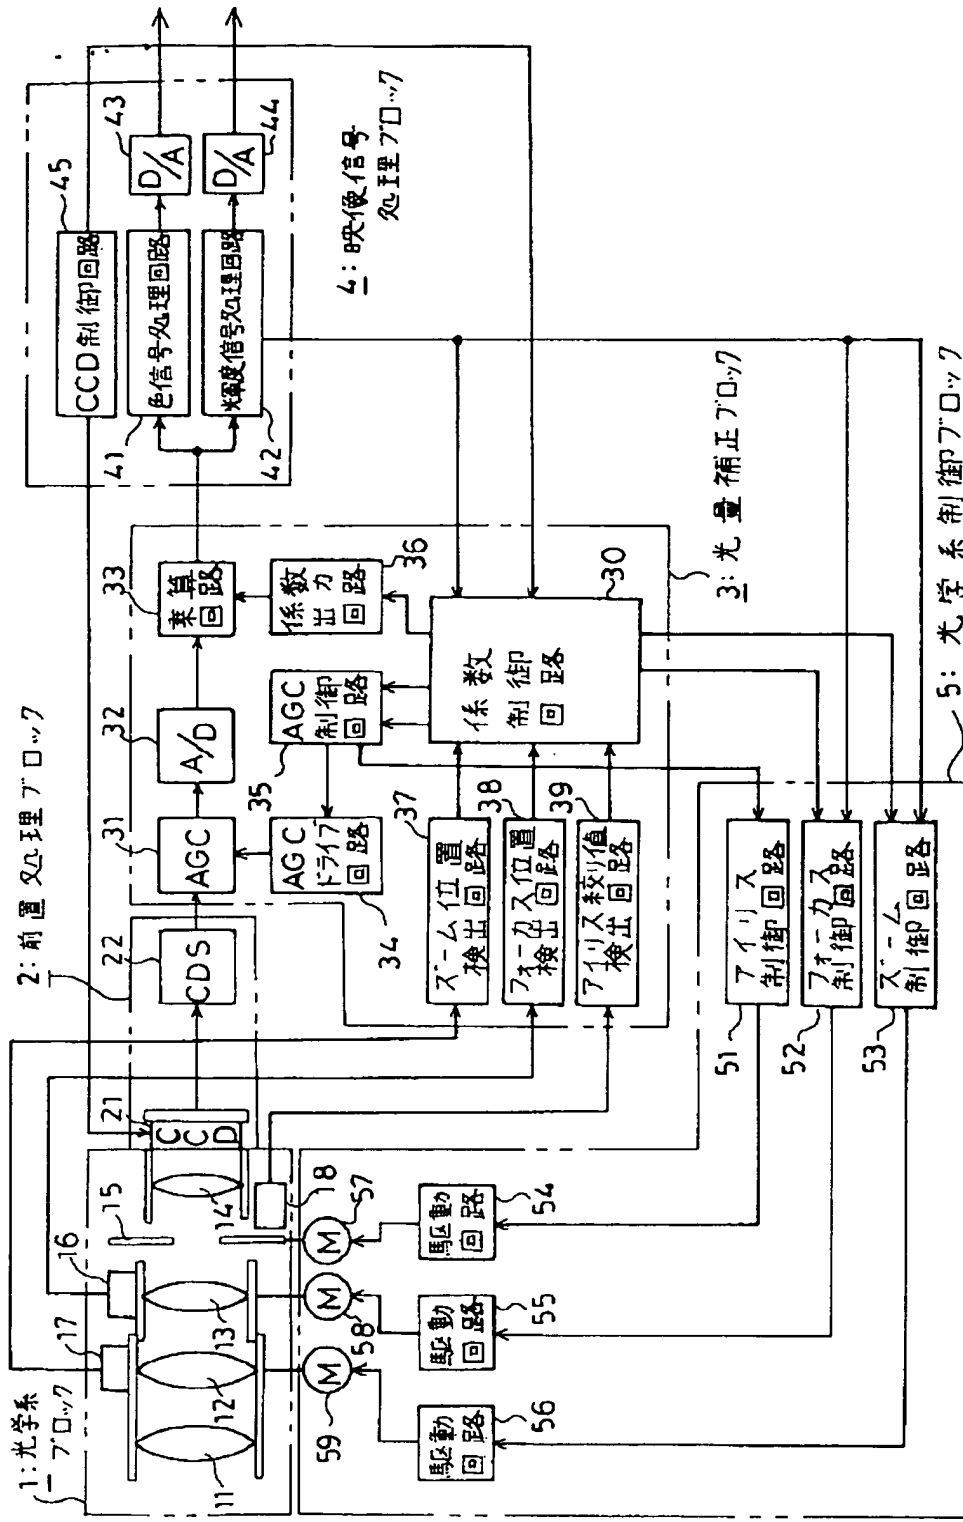 1:光学系
ブロック
11
12
13
14
15
16
17
18
2:前置処理ブロック
21
CCD
22
CDS
31
AGC
32
A/D
33
乗算
回路
34
AGC
ドライブ
回路
35
AGC
制御
回路
36
係数
出力
回路
30
係数
制御
回路
37
ズーム位置
検出回路
38
フォーカス位置
検出回路
39
アイリス絞り値
検出回路
3:光量補正ブロック
45
CCD制御回路
41
色信号処理回路
42
輝度信号処理回路
43
D/A
44
D/A
4:映像信号
処理ブロック
51
アイリス
制御回路
52
フォーカス
制御回路
53
ズーム
制御回路
54
駆動
回路
55
駆動
回路
56
駆動
回路
57
M
58
M
59
M
5:光学系制御ブロック